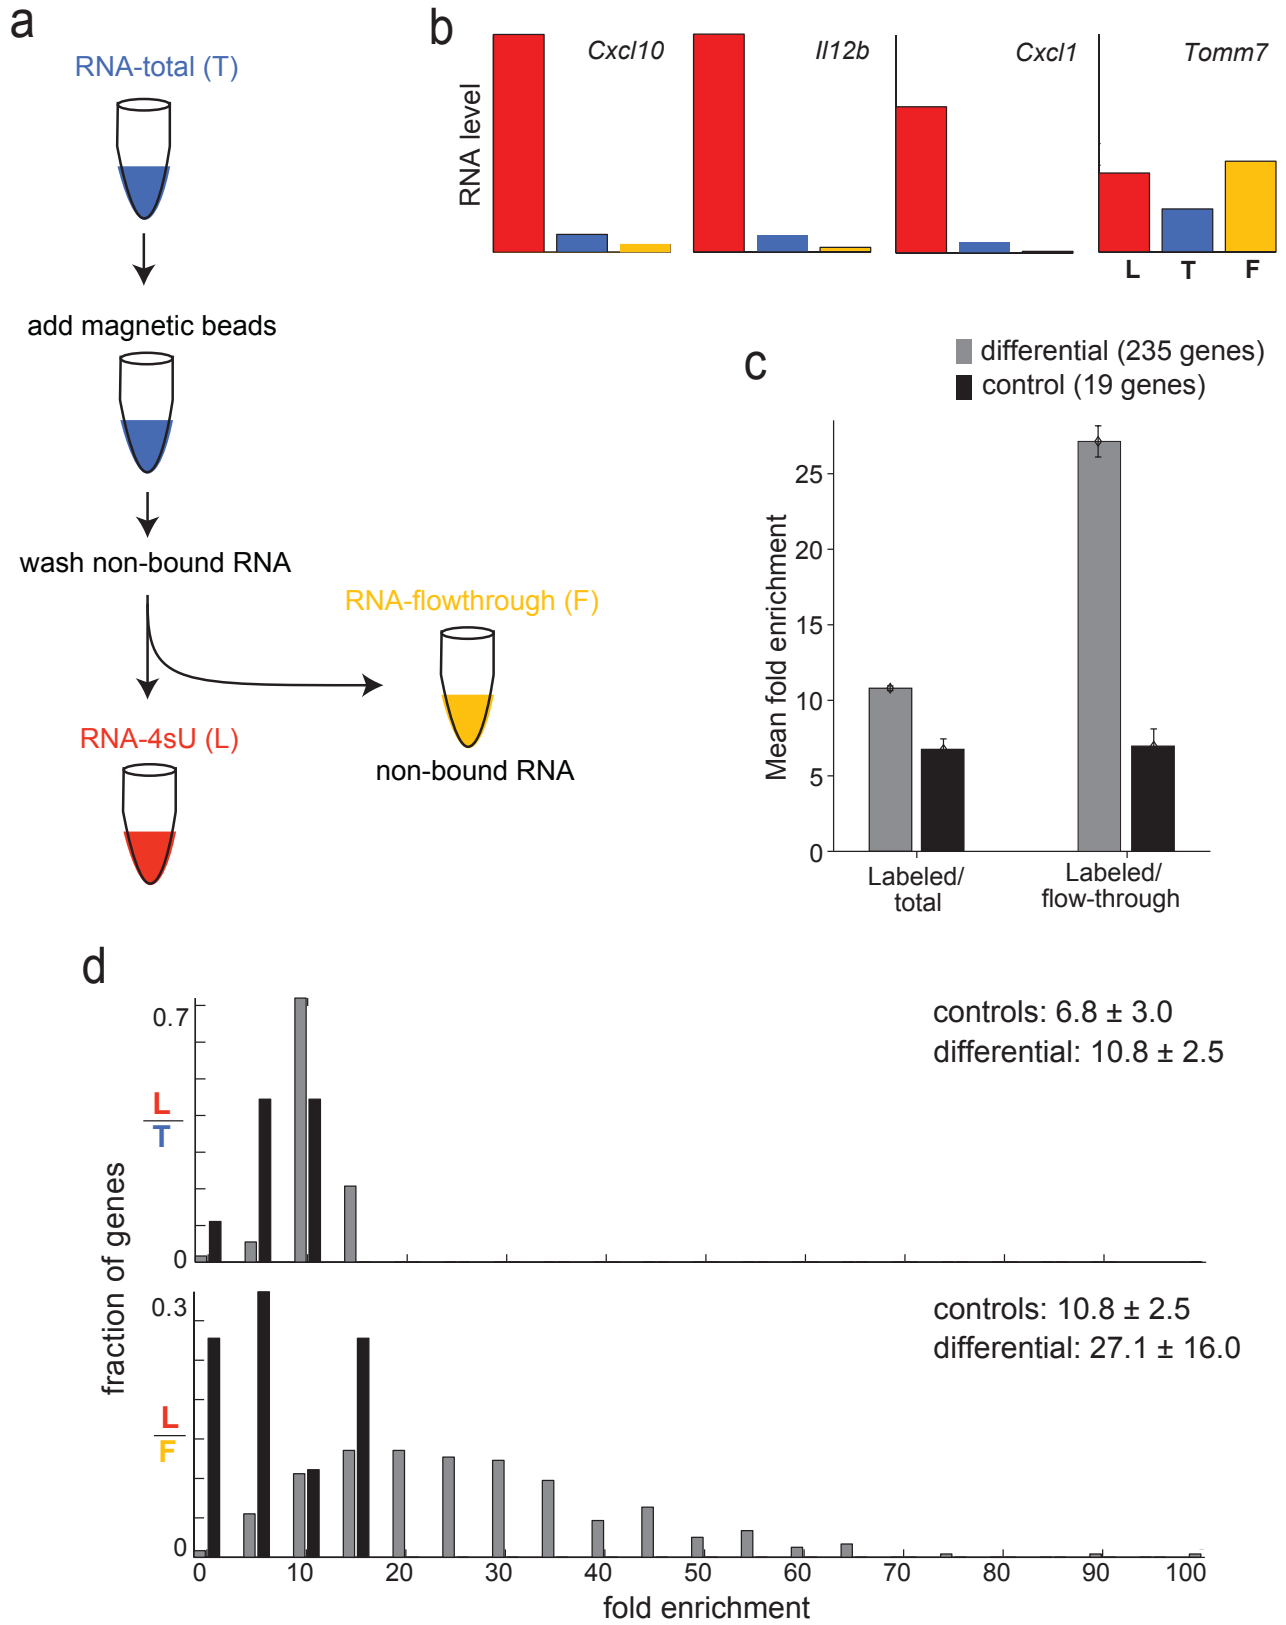 a
RNA-total (T)
add magnetic beads
wash non-bound RNA
RNA-flowthrough (F)
non-bound RNA
RNA-4sU (L)
b
RNA level
Cxcl10
Il12b
Cxcl1
Tomm7
L T F
c
differential (235 genes)
control (19 genes)
Mean fold enrichment
25
20
15
10
5
0
Labeled/
total
Labeled/
flow-through
d
fraction of genes
0.7
L
T
0
controls: 6.8 ± 3.0
differential: 10.8 ± 2.5
0.3
L
F
0
controls: 10.8 ± 2.5
differential: 27.1 ± 16.0
0 10 20 30 40 50 60 70 80 90 100
fold enrichment